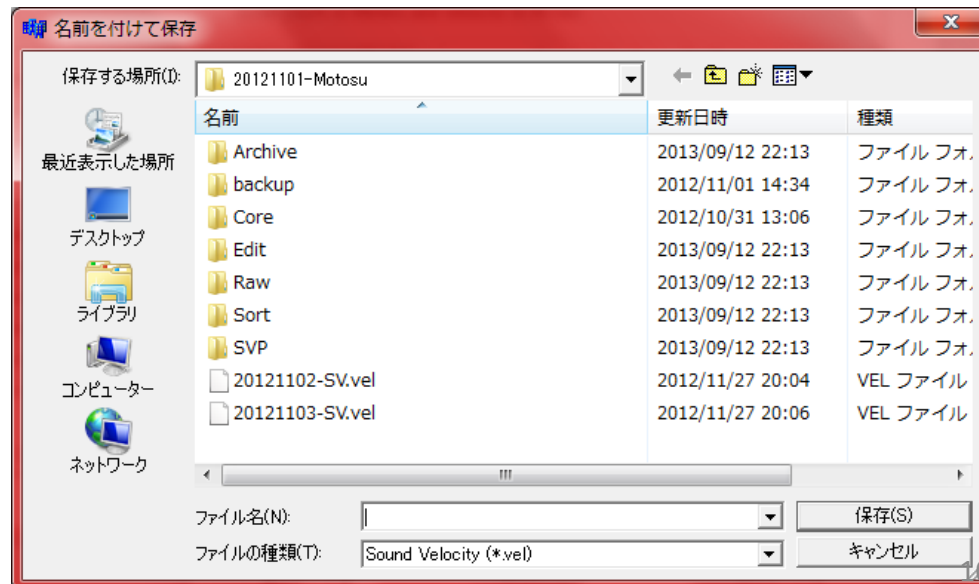 名前を付けて保存
保存する場所(I):
20121101-Motosu
最近表示した場所
デスクトップ
ライブラリ
コンピューター
ネットワーク
名前 更新日時 種類
Archive 2013/09/12 22:13 ファイル フォ
backup 2012/11/01 14:34 ファイル フォ
Core 2012/10/31 13:06 ファイル フォ
Edit 2013/09/12 22:13 ファイル フォ
Raw 2013/09/12 22:13 ファイル フォ
Sort 2013/09/12 22:13 ファイル フォ
SVP 2013/09/12 22:13 ファイル フォ
20121102-SV.vel 2012/11/27 20:04 VEL ファイル
20121103-SV.vel 2012/11/27 20:06 VEL ファイル
ファイル名(N): 保存(S)
ファイルの種類(T): Sound Velocity (*.vel) キャンセル